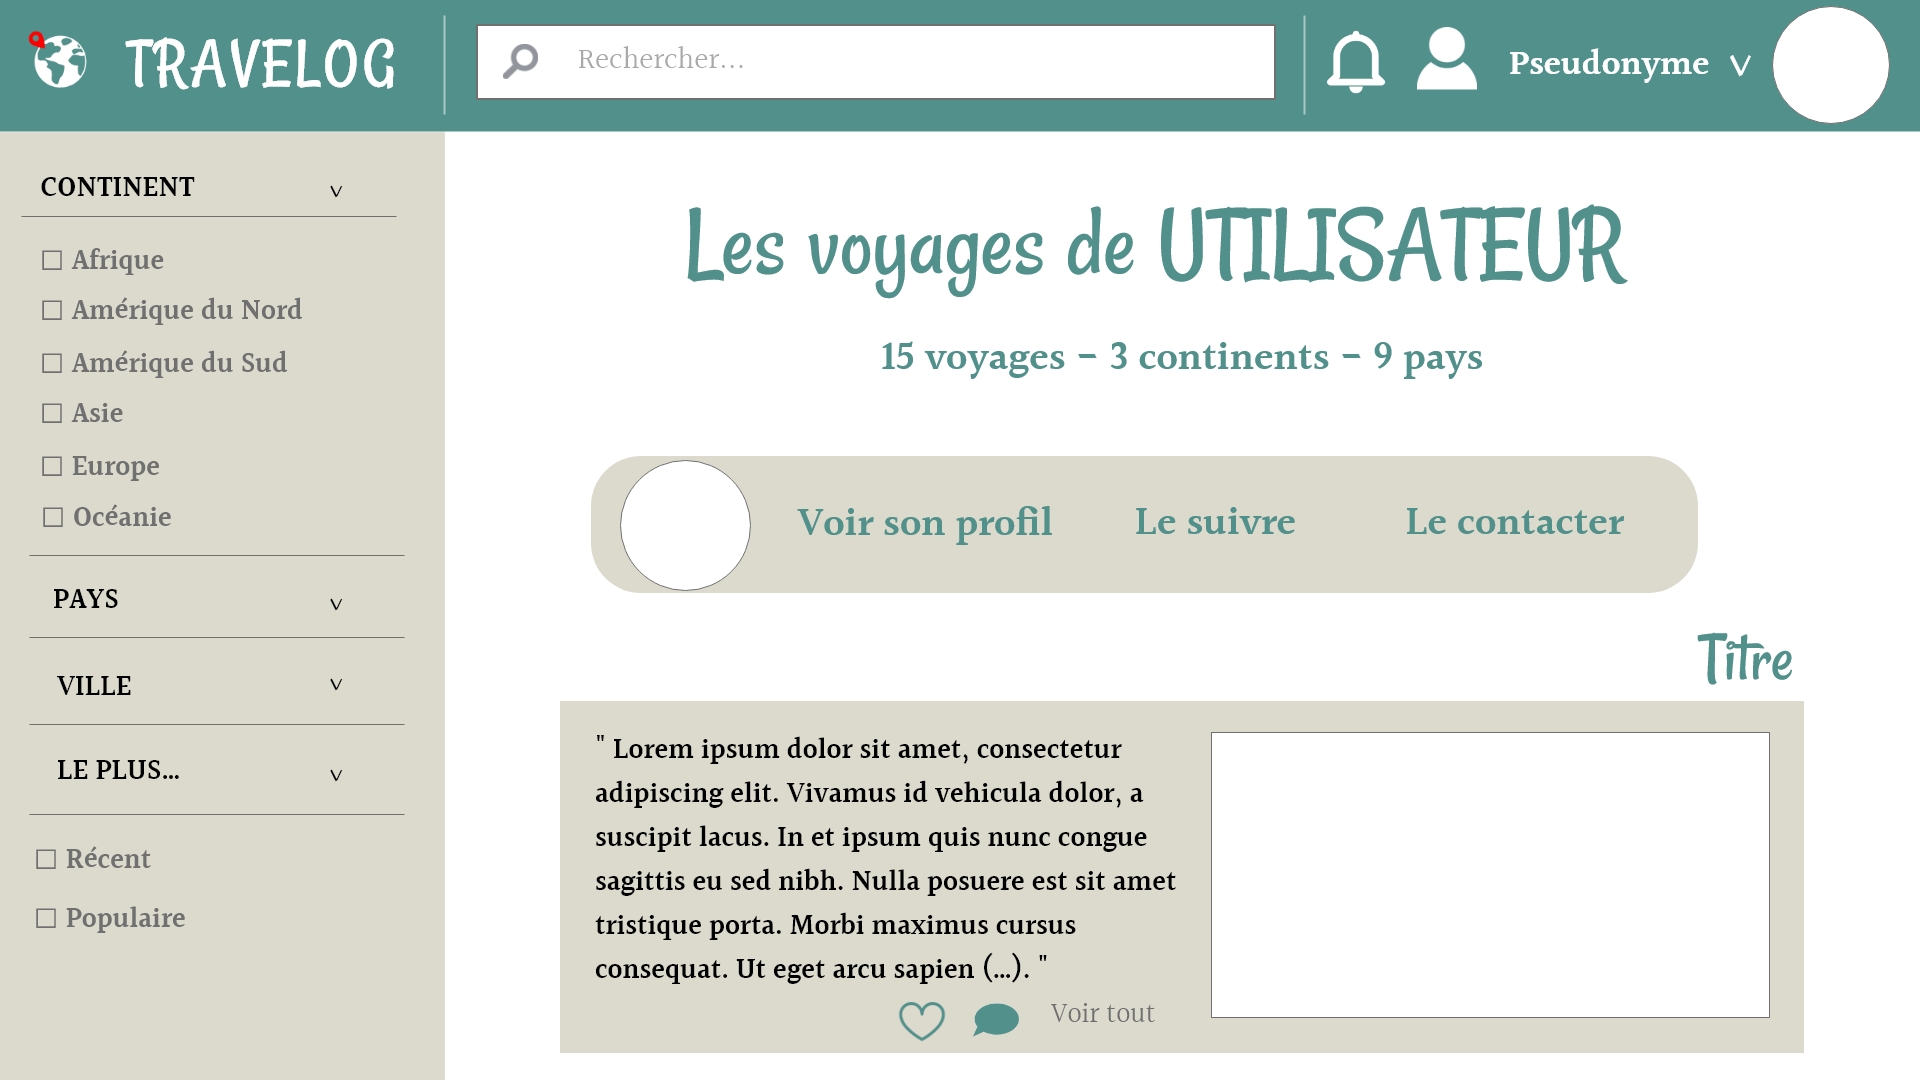 TRAVELOG
Rechercher...
Pseudonyme
CONTINENT
Afrique
Amérique du Nord
Amérique du Sud
Asie
Europe
Océanie
PAYS
VILLE
LE PLUS...
Récent
Populaire
Les voyages de UTILISATEUR
15 voyages - 3 continents - 9 pays
Voir son profil
Le suivre
Le contacter
Titre
" Lorem ipsum dolor sit amet, consectetur
adipiscing elit. Vivamus id vehicula dolor, a
suscipit lacus. In et ipsum quis nunc congue
sagittis eu sed nibh. Nulla posuere est sit amet
tristique porta. Morbi maximus cursus
consequat. Ut eget arcu sapien (...). "
Voir tout